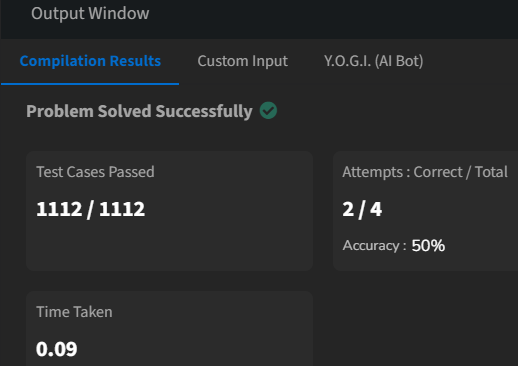 Output Window
Compilation Results Custom Input Y.O.G.I. (AI Bot)
Problem Solved Successfully
Test Cases Passed
1112 / 1112
Attempts : Correct / Total
2 / 4
Accuracy : 50%
Time Taken
0.09